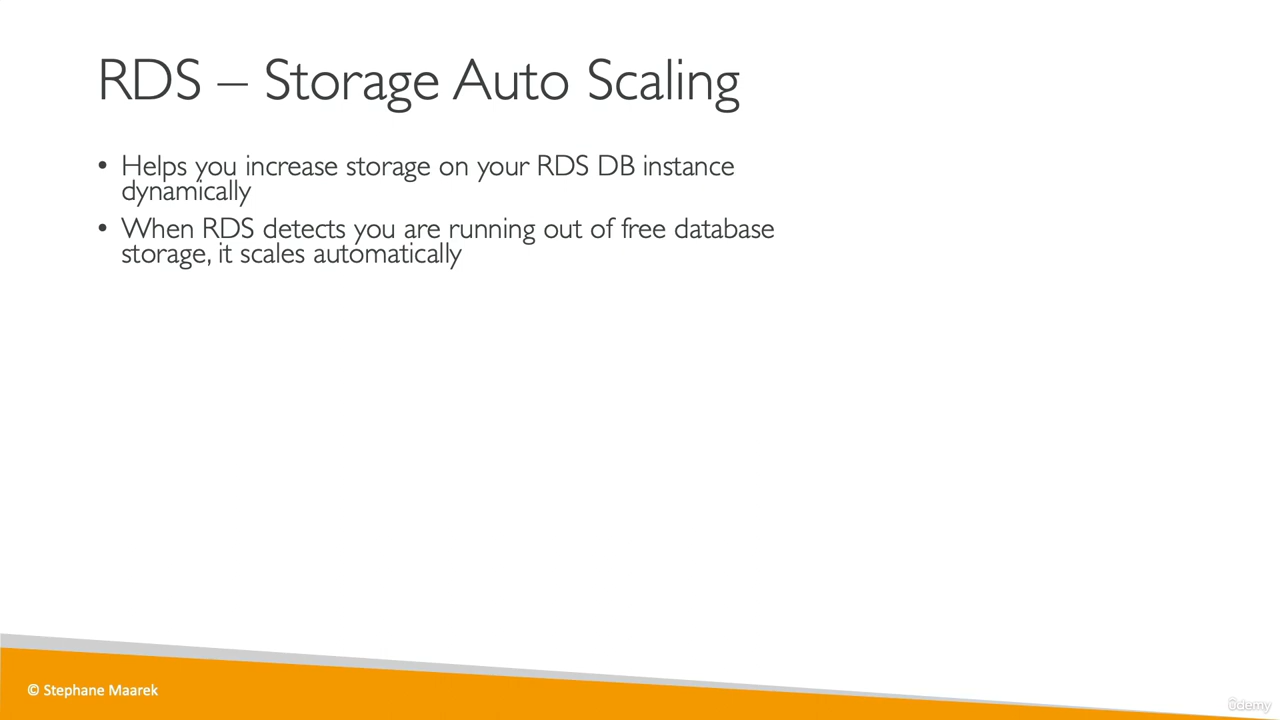 RDS – Storage Auto Scaling
• Helps you increase storage on your RDS DB instance
dynamically
• When RDS detects you are running out of free database
storage, it scales automatically
© Stephane Maarek
ûdemy